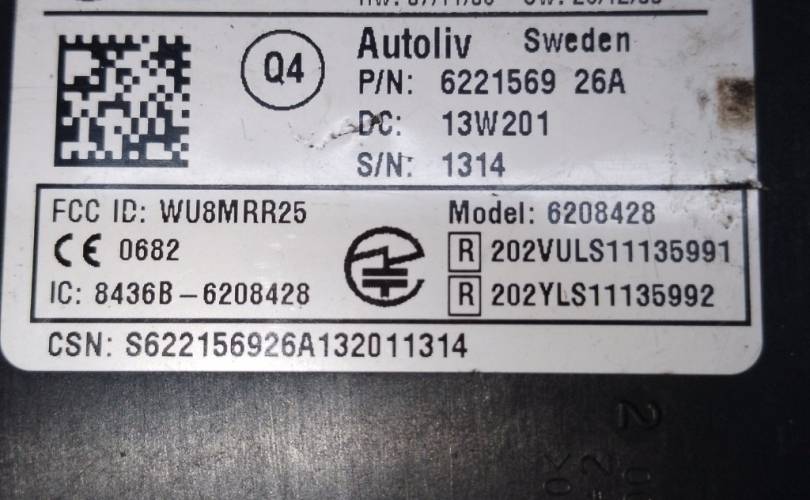 Q4
Autoliv Sweden
P/N: 6221569 26A
DC: 13W201
S/N: 1314
FCC ID: WU8MRR25 Model: 6208428
CE 0682 R 202VULS11135991
IC: 8436B-6208428 R 202YLS11135992
CSN: S622156926A132011314